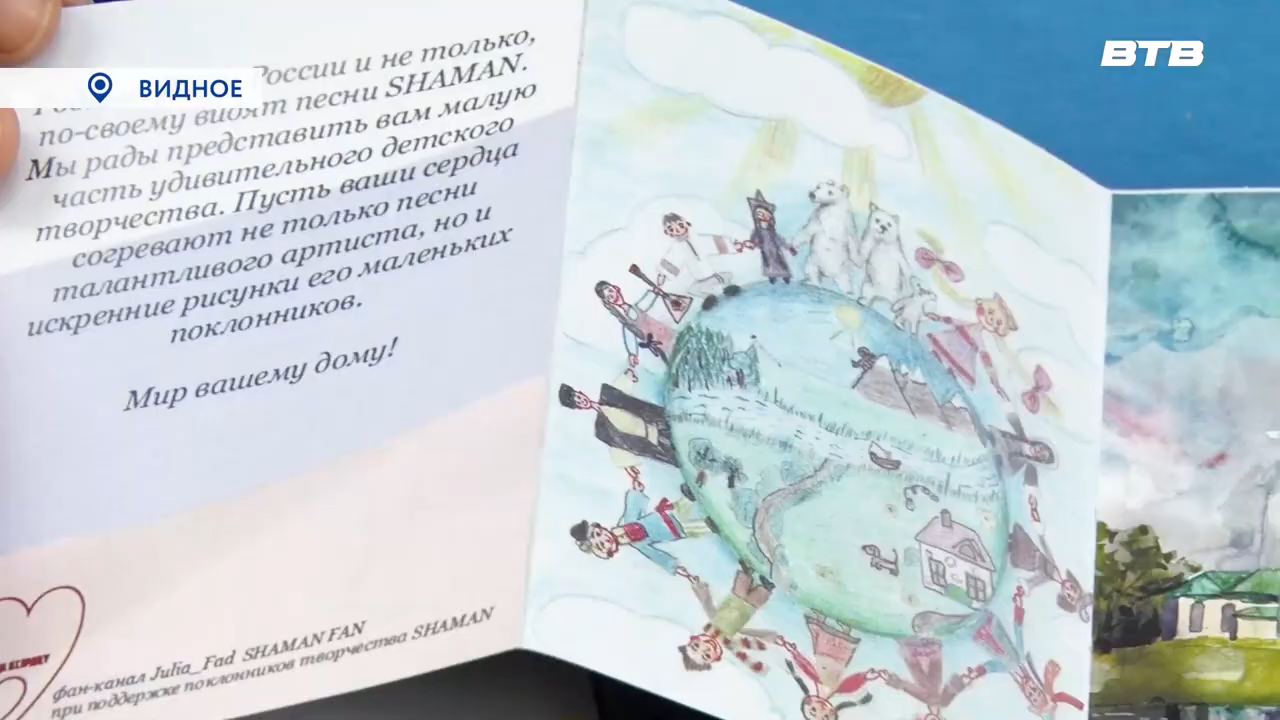 ВТВ
ВИДНОЕ
России и не только,
по-своему видят песни SHAMAN.
Мы рады представить вам малую
часть удивительного детского
творчества. Пусть ваши сердца
согревают не только песни
талантливого артиста, но и
искренние рисунки его маленьких
поклонников.
Мир вашему дому!
фан-канал Julia_Fad SHAMAN FAN
при поддержке поклонников творчества SHAMAN